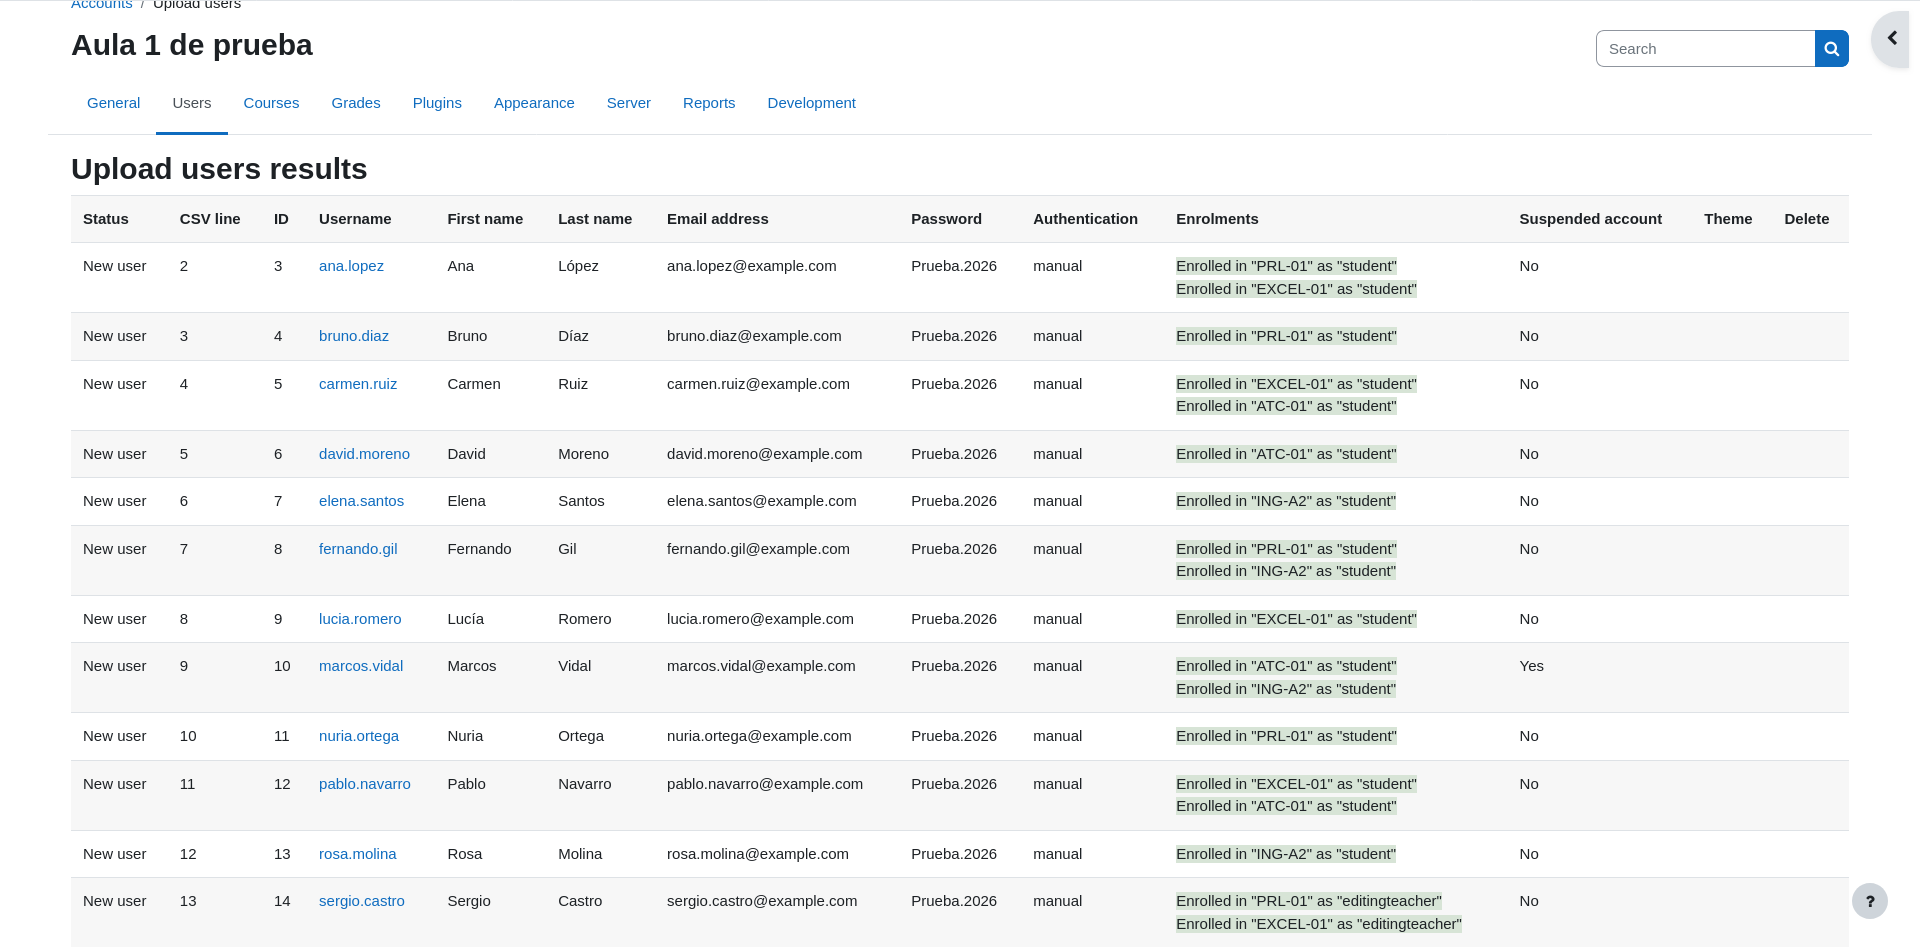 Accounts / Upload users
Aula 1 de prueba
Search
General Users Courses Grades Plugins Appearance Server Reports Development
Upload users results
Status CSV line ID Username First name Last name Email address Password Authentication Enrolments Suspended account Theme Delete
New user 2 3 ana.lopez Ana López ana.lopez@example.com Prueba.2026 manual Enrolled in "PRL-01" as "student" No
Enrolled in "EXCEL-01" as "student"
New user 3 4 bruno.diaz Bruno Díaz bruno.diaz@example.com Prueba.2026 manual Enrolled in "PRL-01" as "student" No
New user 4 5 carmen.ruiz Carmen Ruiz carmen.ruiz@example.com Prueba.2026 manual Enrolled in "EXCEL-01" as "student" No
Enrolled in "ATC-01" as "student"
New user 5 6 david.moreno David Moreno david.moreno@example.com Prueba.2026 manual Enrolled in "ATC-01" as "student" No
New user 6 7 elena.santos Elena Santos elena.santos@example.com Prueba.2026 manual Enrolled in "ING-A2" as "student" No
New user 7 8 fernando.gil Fernando Gil fernando.gil@example.com Prueba.2026 manual Enrolled in "PRL-01" as "student" No
Enrolled in "ING-A2" as "student"
New user 8 9 lucia.romero Lucía Romero lucia.romero@example.com Prueba.2026 manual Enrolled in "EXCEL-01" as "student" No
New user 9 10 marcos.vidal Marcos Vidal marcos.vidal@example.com Prueba.2026 manual Enrolled in "ATC-01" as "student" Yes
Enrolled in "ING-A2" as "student"
New user 10 11 nuria.ortega Nuria Ortega nuria.ortega@example.com Prueba.2026 manual Enrolled in "PRL-01" as "student" No
New user 11 12 pablo.navarro Pablo Navarro pablo.navarro@example.com Prueba.2026 manual Enrolled in "EXCEL-01" as "student" No
Enrolled in "ATC-01" as "student"
New user 12 13 rosa.molina Rosa Molina rosa.molina@example.com Prueba.2026 manual Enrolled in "ING-A2" as "student" No
New user 13 14 sergio.castro Sergio Castro sergio.castro@example.com Prueba.2026 manual Enrolled in "PRL-01" as "editingteacher" No
Enrolled in "EXCEL-01" as "editingteacher"
?